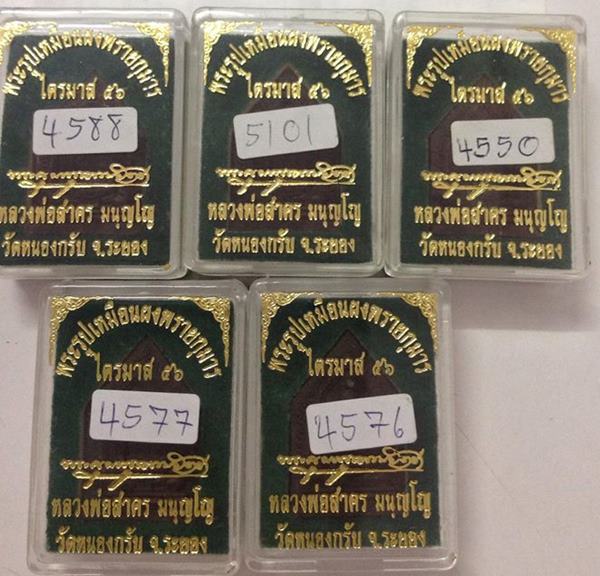 พระรูปเหมือนผงพรายกุมาร
ไตรมาส ๕๖
4588
หลวงพ่อสาคร มนุญโญ
วัดหนองกรับ จ.ระยอง
พระรูปเหมือนผงพรายกุมาร
ไตรมาส ๕๖
5101
หลวงพ่อสาคร มนุญโญ
วัดหนองกรับ จ.ระยอง
พระรูปเหมือนผงพรายกุมาร
ไตรมาส ๕๖
4550
หลวงพ่อสาคร มนุญโญ
วัดหนองกรับ จ.ระยอง
พระรูปเหมือนผงพรายกุมาร
ไตรมาส ๕๖
4577
หลวงพ่อสาคร มนุญโญ
วัดหนองกรับ จ.ระยอง
พระรูปเหมือนผงพรายกุมาร
ไตรมาส ๕๖
4576
หลวงพ่อสาคร มนุญโญ
วัดหนองกรับ จ.ระยอง